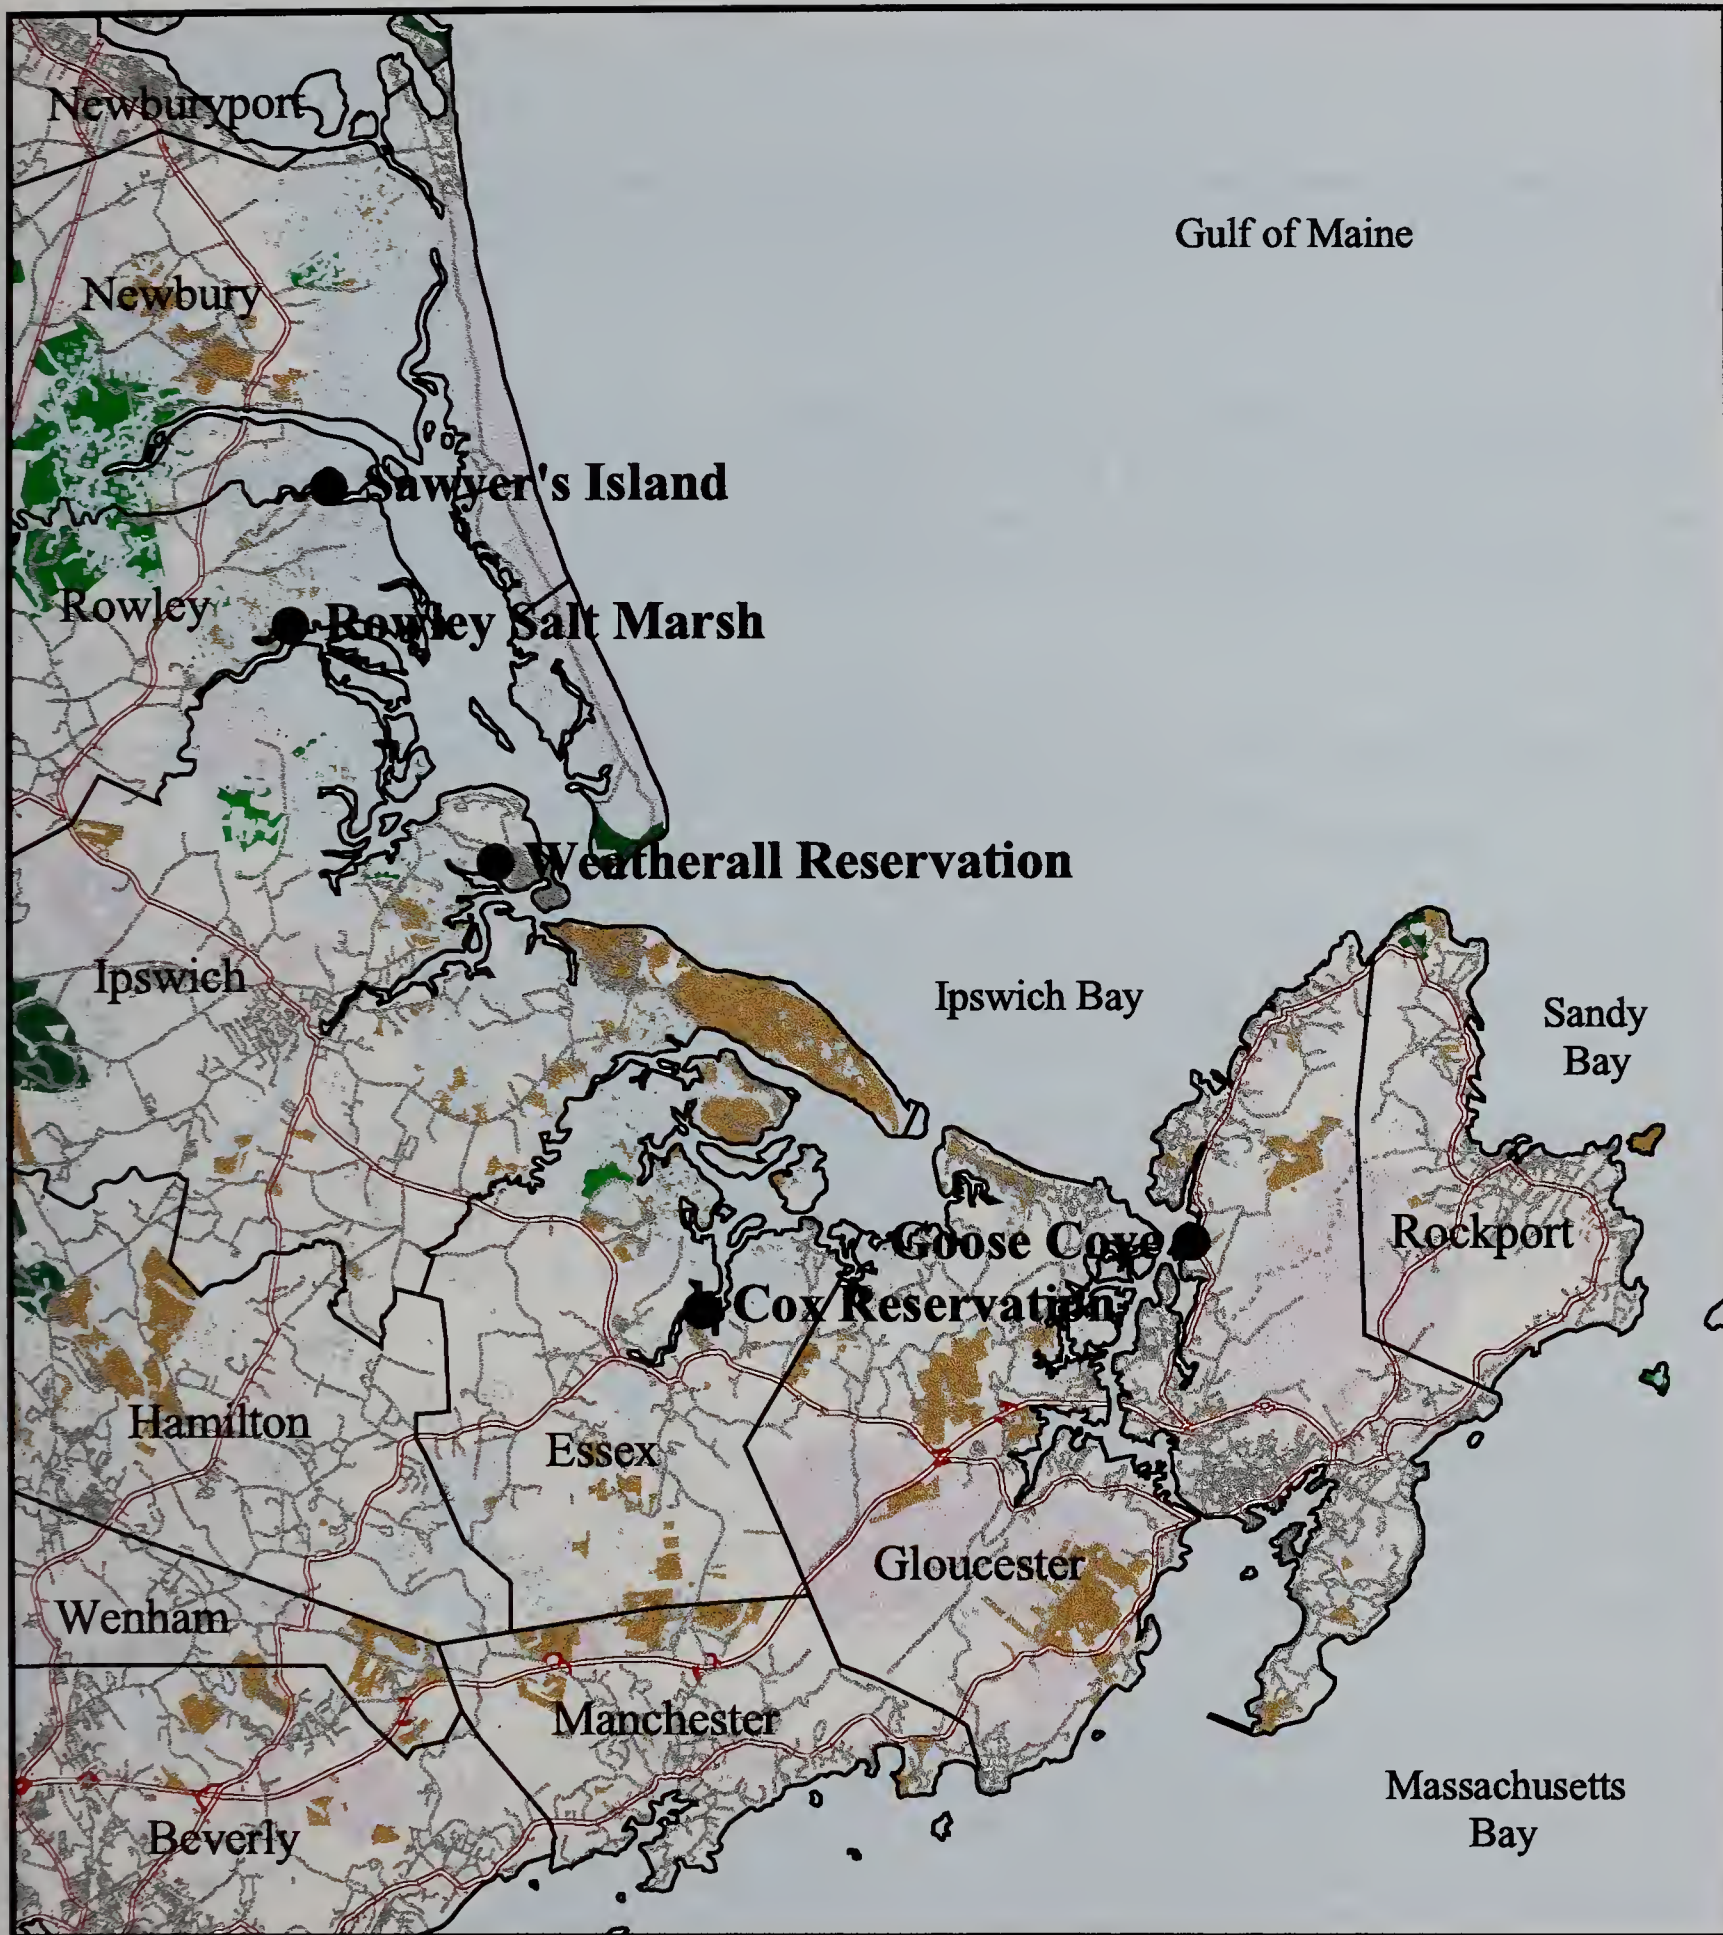 Newburyport
Gulf of Maine
Newbury
Sawyer's Island
Rowley
Rowley Salt Marsh
Weatherall Reservation
Ipswich
Ipswich Bay
Sandy
Bay
Goose Cove
Rockport
Cox Reservation
Hamilton
Essex
Gloucester
Wenham
Manchester
Massachusetts
Bay
Beverly